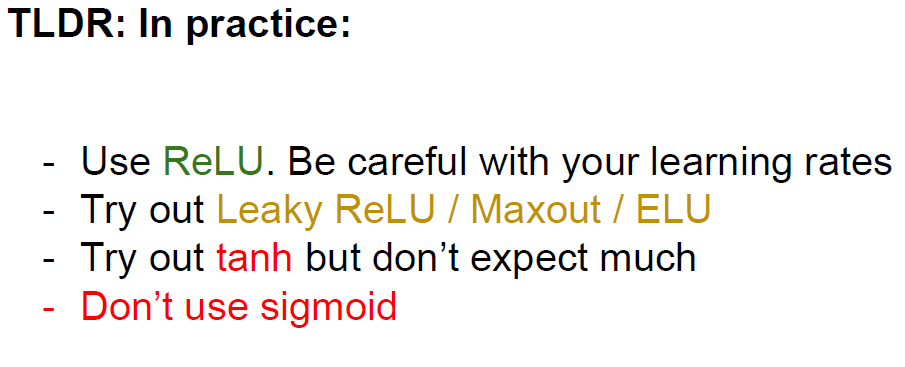 TLDR: In practice:
- Use ReLU. Be careful with your learning rates
- Try out Leaky ReLU / Maxout / ELU
- Try out tanh but don’t expect much
- Don’t use sigmoid